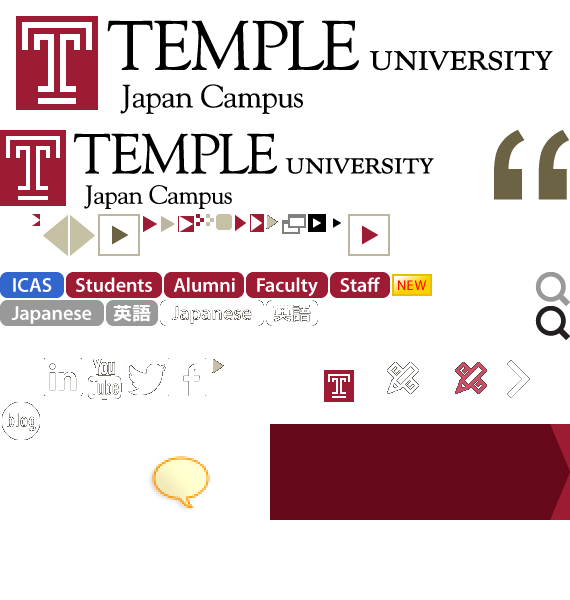 TEMPLE UNIVERSITY
Japan Campus
TEMPLE UNIVERSITY
Japan Campus
ICAS Students Alumni Faculty Staff NEW
Japanese 英語 Japanese 英語
in You Tube f
T
blog